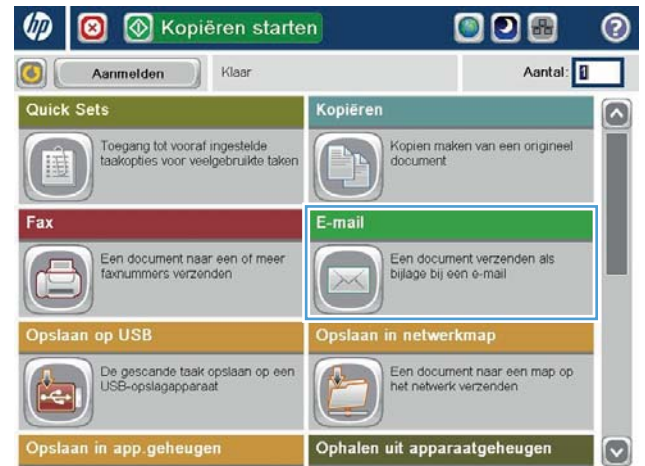 hp
Kopiëren starten
?
Aanmelden
Klaar
Aantal: 1
Quick Sets
Toegang tot vooraf ingestelde
taakopties voor veelgebruikte taken
Kopiëren
Kopien maken van een origineel
document
Fax
Een document naar een of meer
faxnummers verzenden
E-mail
Een document verzenden als
bijlage bij een e-mail
Opslaan op USB
De gescande taak opslaan op een
USB-opslagapparaat
Opslaan in netwerkmap
Een document naar een map op
het netwerk verzenden
Opslaan in app.geheugen
Ophalen uit apparaatgeheugen